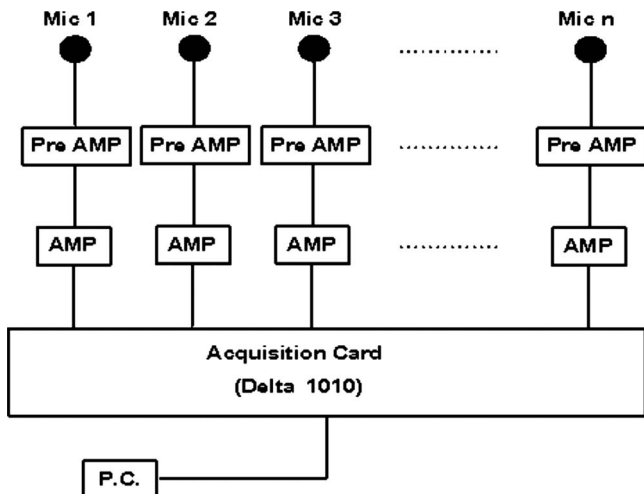 Mic 1 Mic 2 Mic 3 Mic n
Pre AMP Pre AMP Pre AMP Pre AMP
AMP AMP AMP AMP
Acquisition Card
(Delta 1010)
P.C.